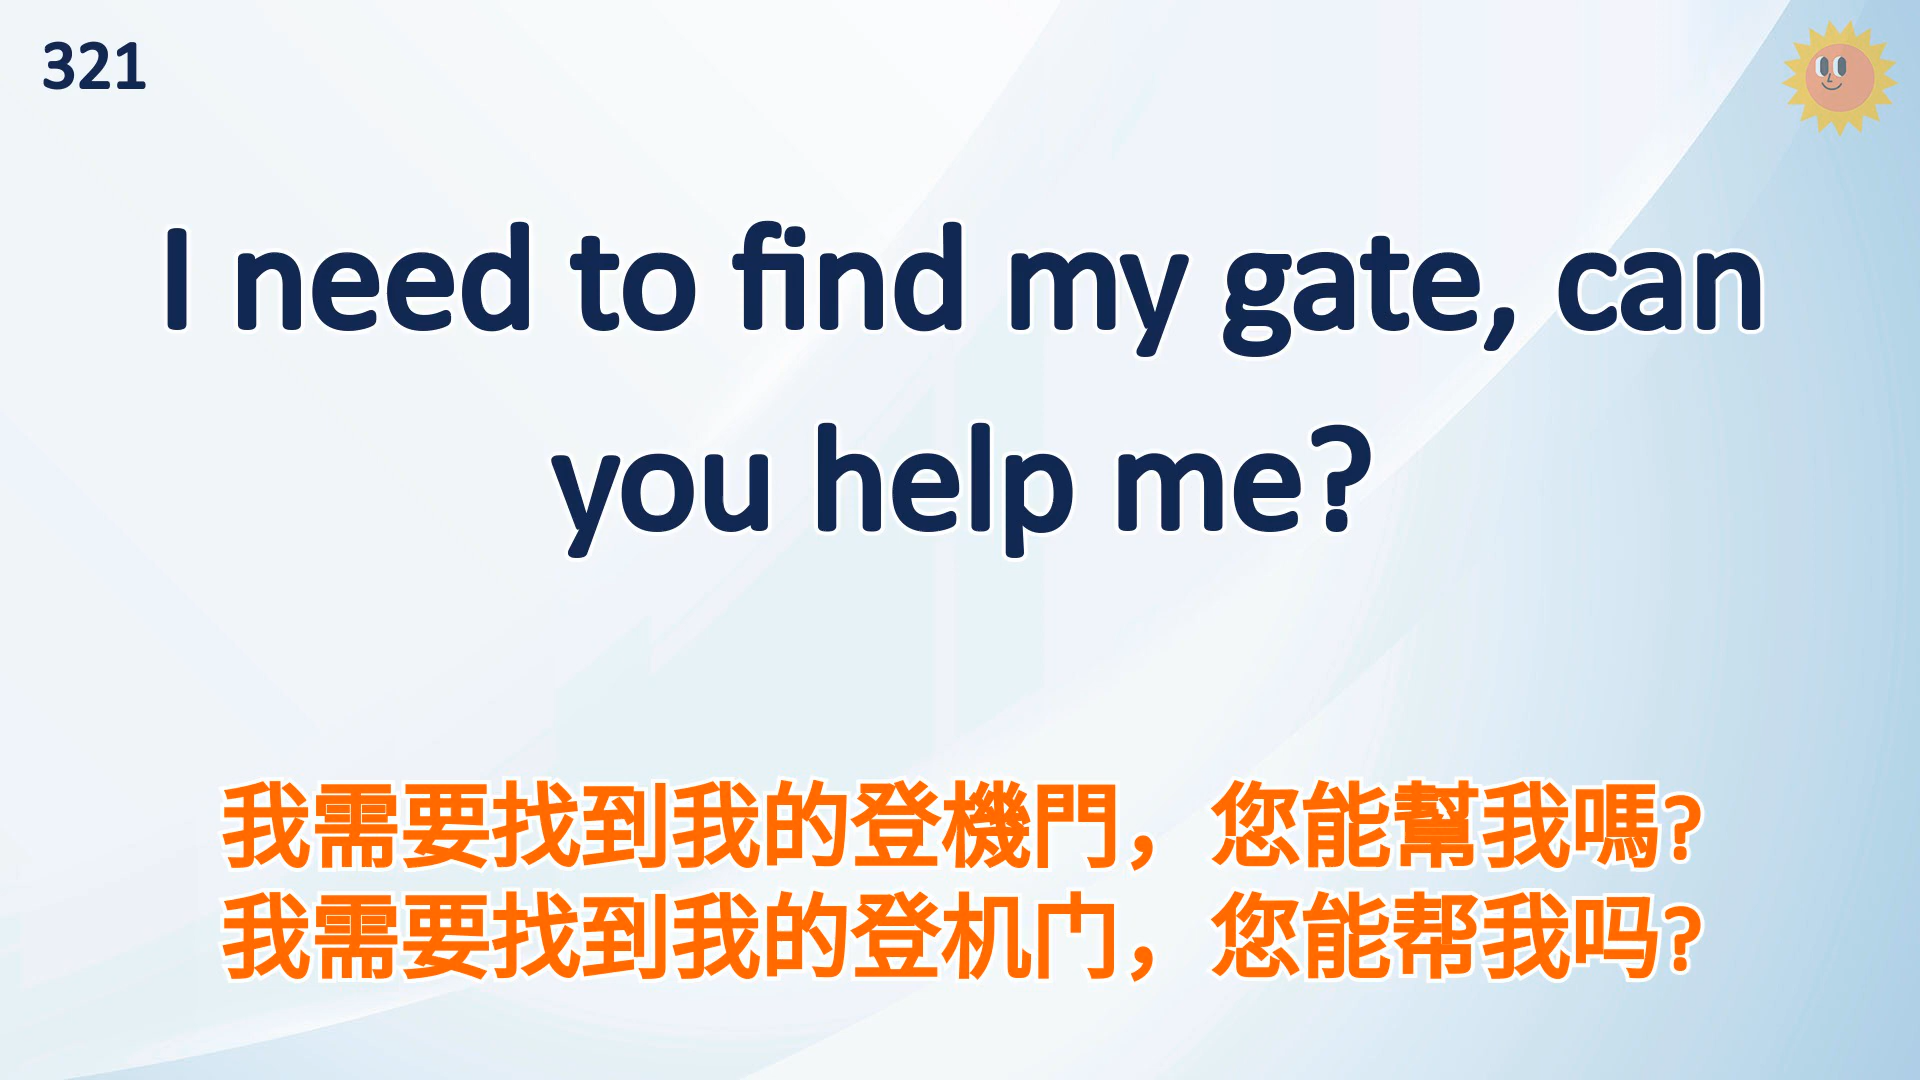 321
I need to find my gate, can
you help me?
我需要找到我的登機門，您能幫我嗎?
我需要找到我的登机门，您能帮我吗?